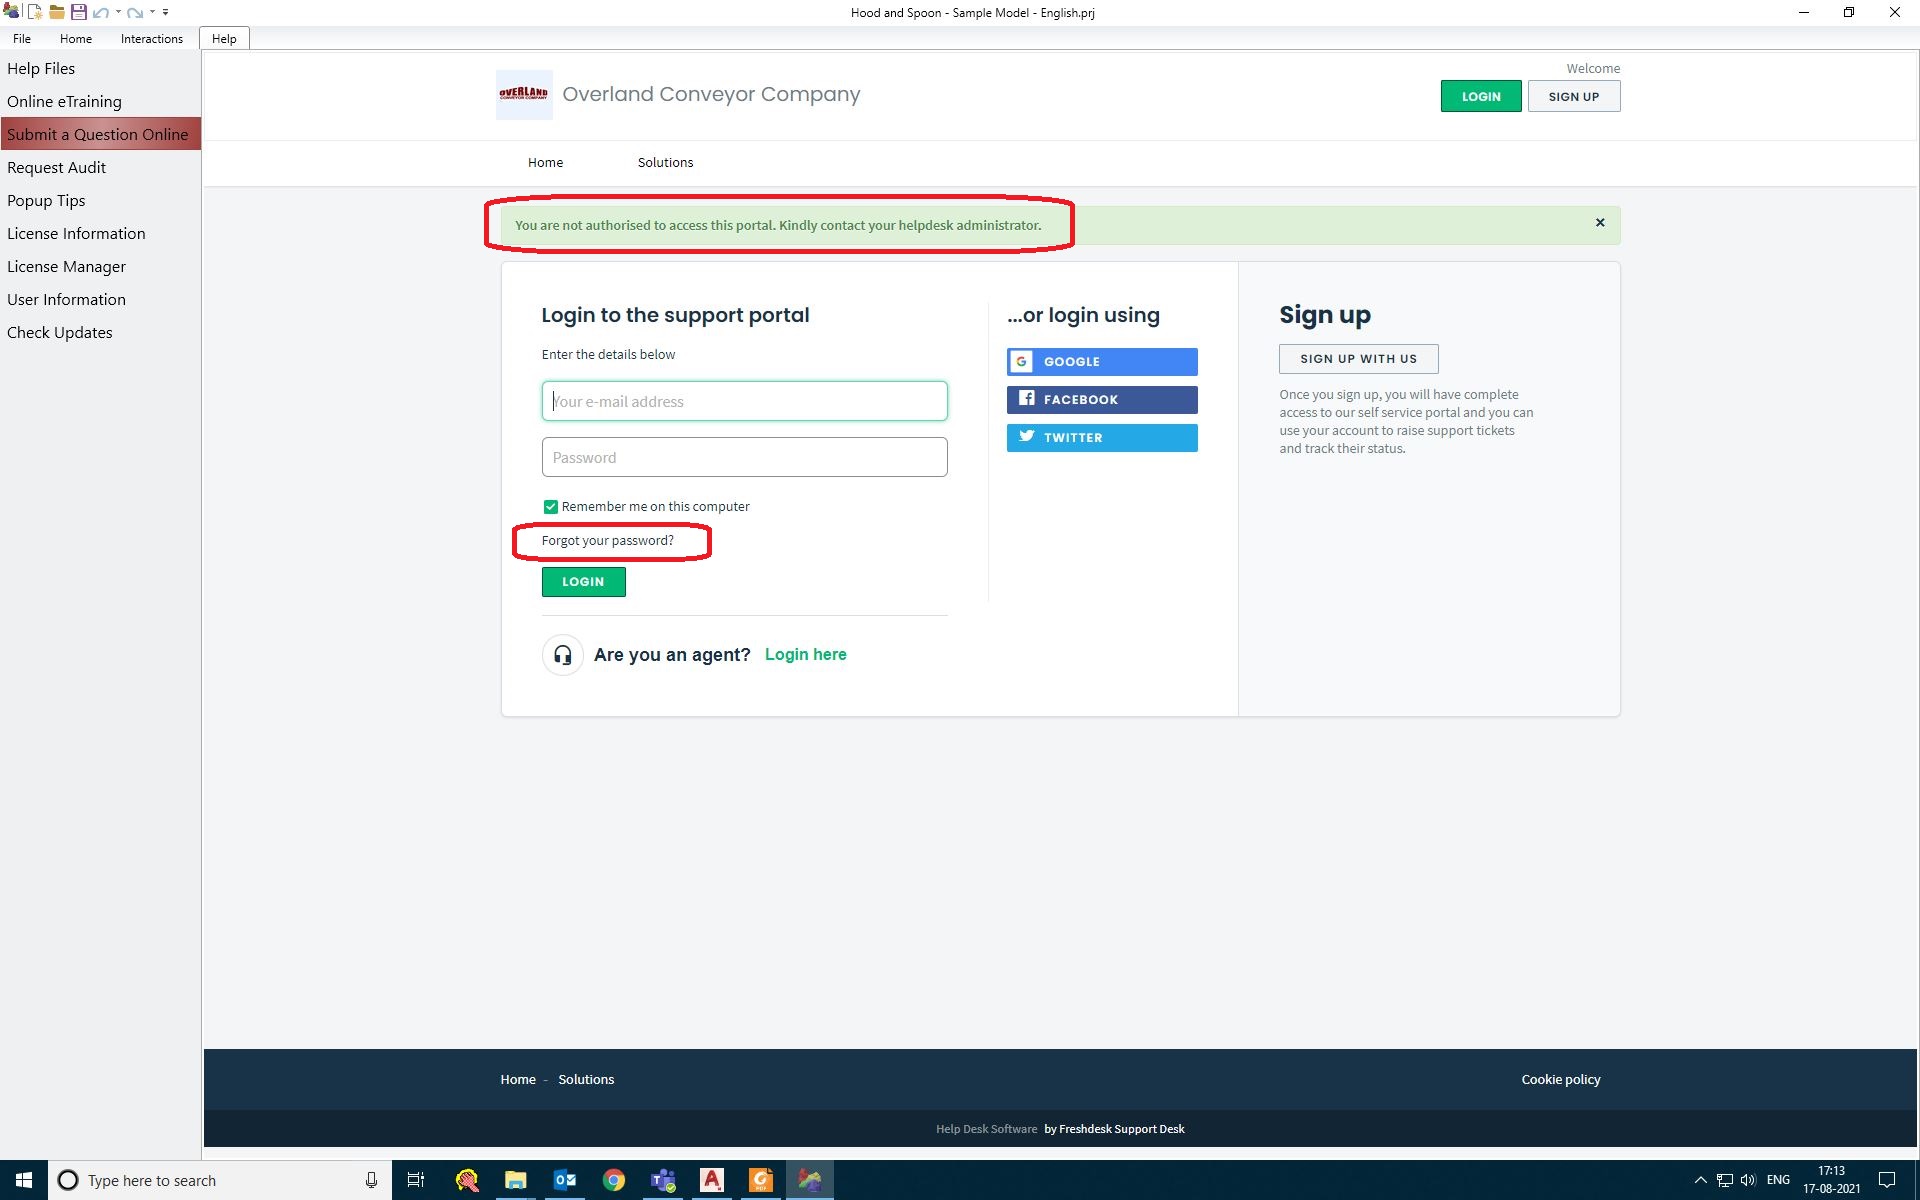 Hood and Spoon - Sample Model - English.prj
File Home Interactions Help
Help Files
Online eTraining
Submit a Question Online
Request Audit
Popup Tips
License Information
License Manager
User Information
Check Updates
OVERLAND
CONVEYOR COMPANY
Overland Conveyor Company
Welcome
LOGIN SIGN UP
Home Solutions
You are not authorised to access this portal. Kindly contact your helpdesk administrator.
Login to the support portal
Enter the details below
Your e-mail address
Password
Remember me on this computer
Forgot your password?
LOGIN
Are you an agent? Login here
...or login using
GOOGLE
FACEBOOK
TWITTER
Sign up
SIGN UP WITH US
Once you sign up, you will have complete
access to our self service portal and you can
use your account to raise support tickets
and track their status.
Home - Solutions
Cookie policy
Help Desk Software by Freshdesk Support Desk
Type here to search
ENG
17:13
17-08-2021